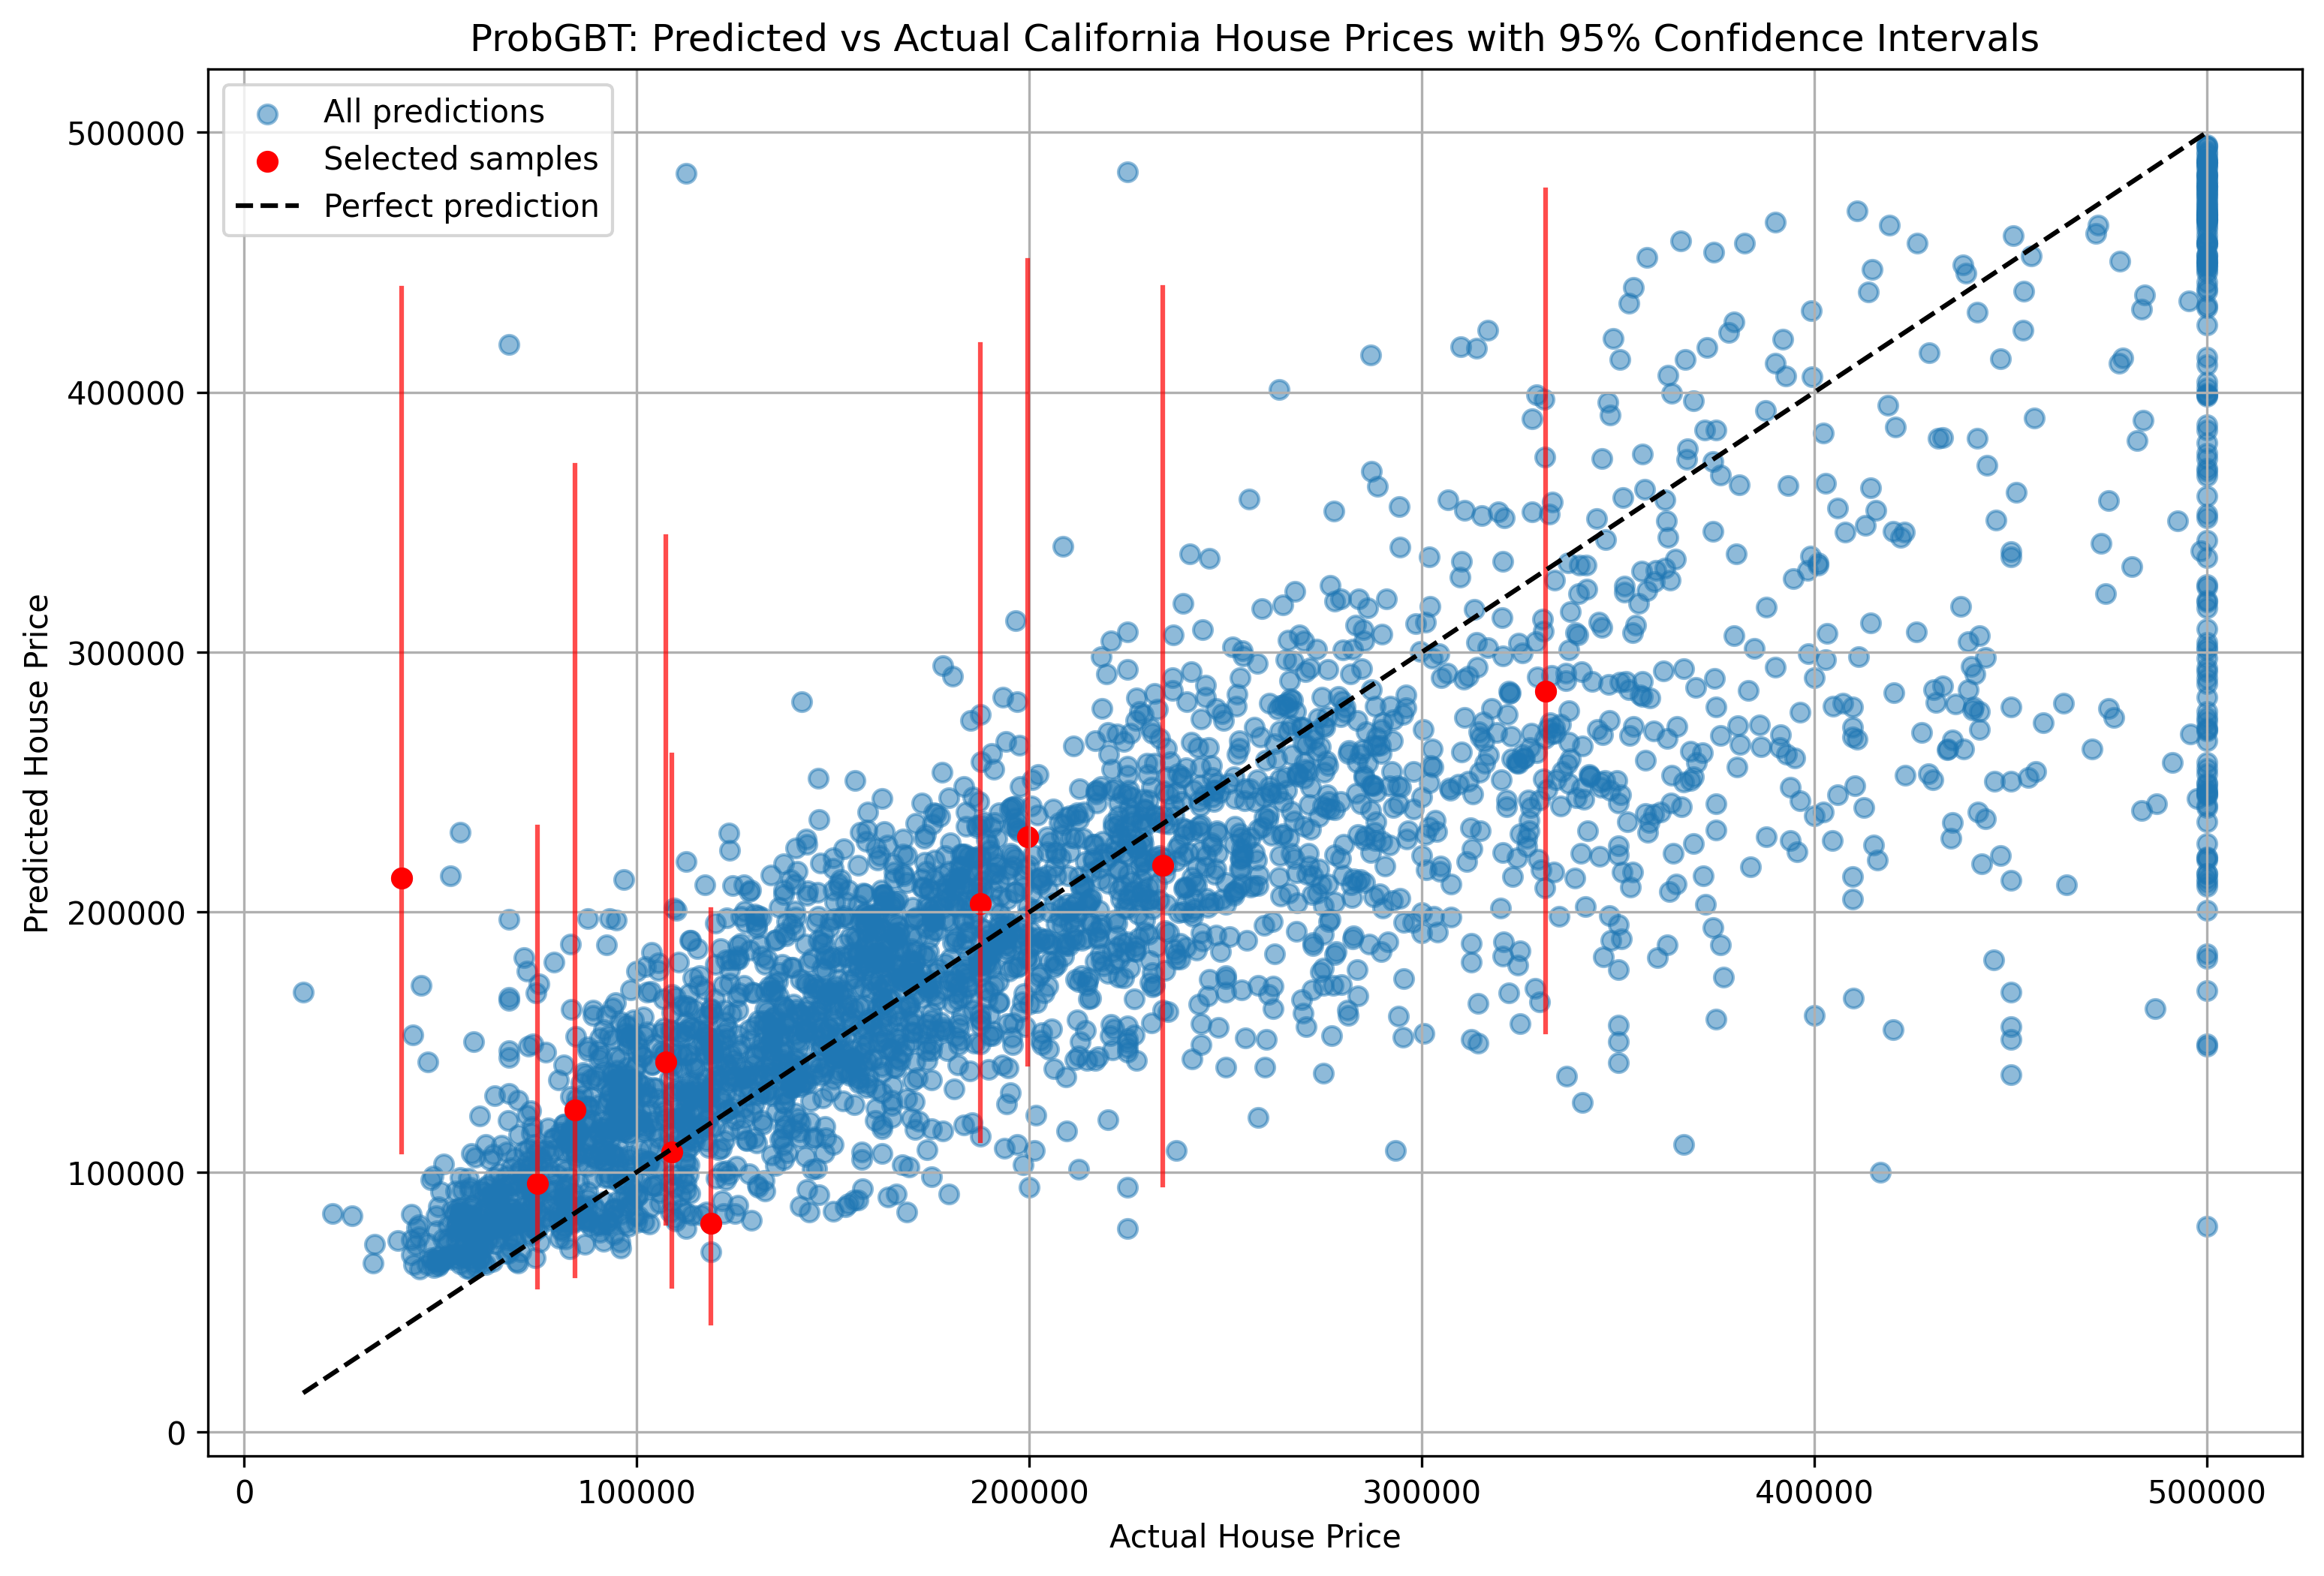 ProbGBT: Predicted vs Actual California House Prices with 95% Confidence Intervals
All predictions
Selected samples
Perfect prediction
Predicted House Price
500000
400000
300000
200000
100000
0
0
100000
200000
300000
400000
500000
Actual House Price